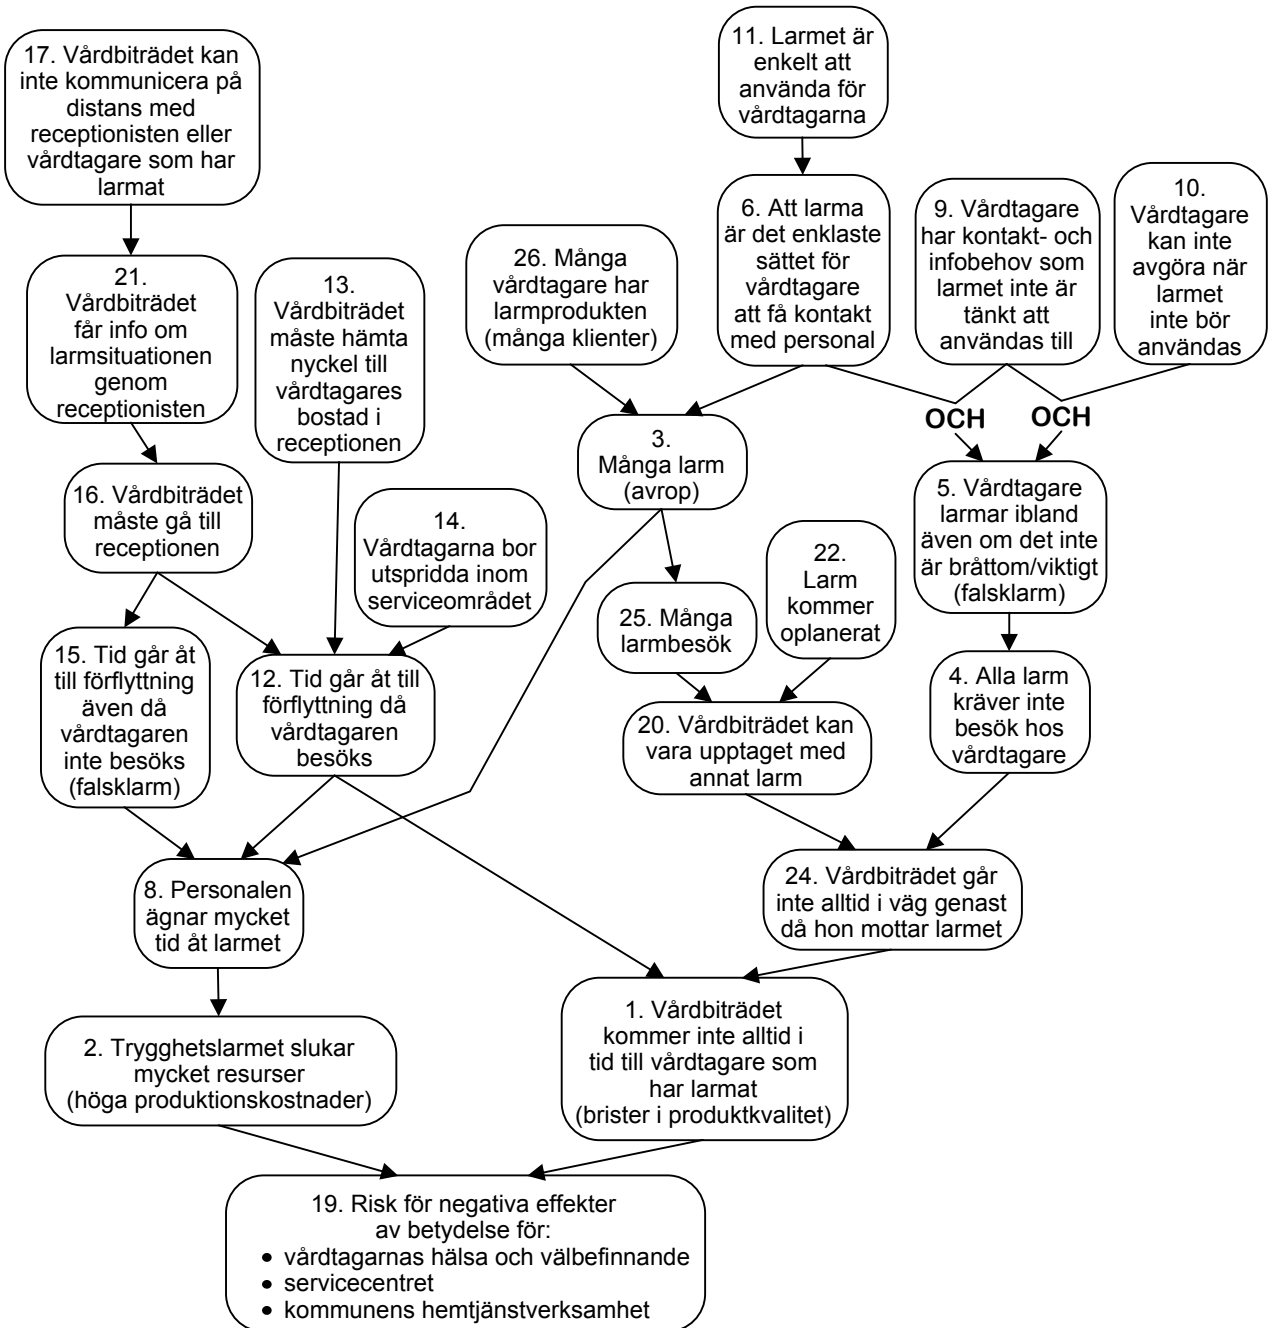 17. Vårdbiträdet kan
inte kommunicera på
distans med
receptionisten eller
vårdtagare som har
larmat
11. Larmet är
enkelt att
använda för
vårdtagarna
21.
Vårdbiträdet
får info om
larmsituationen
genom
receptionisten
13.
Vårdbiträdet
måste hämta
nyckel till
vårdtagares
bostad i
receptionen
26. Många
vårdtagare har
larmprodukten
(många klienter)
6. Att larma
är det enklaste
sättet för
vårdtagare
att få kontakt
med personal
9. Vårdtagare
har kontakt- och
infobehov som
larmet inte är
tänkt att
användas till
10.
Vårdtagare
kan inte
avgöra när
larmet
inte bör
användas
OCH
OCH
3.
Många larm
(avrop)
16. Vårdbiträdet
måste gå till
receptionen
14.
Vårdtagarna bor
utspridda inom
serviceområdet
5. Vårdtagare
larmar ibland
även om det inte
är bråttom/viktigt
(falsklarm)
25. Många
larmbesök
22.
Larm
kommer
oplanerat
15. Tid går åt
till förflyttning
även då
vårdtagaren
inte besöks
(falsklarm)
12. Tid går åt till
förflyttning då
vårdtagaren
besöks
20. Vårdbiträdet kan
vara upptaget med
annat larm
4. Alla larm
kräver inte
besök hos
vårdtagare
8. Personalen
ägnar mycket
tid åt larmet
24. Vårdbiträdet går
inte alltid i väg genast
då hon mottar larmet
2. Trygghetslarmet slukar
mycket resurser
(höga produktionskostnader)
1. Vårdbiträdet
kommer inte alltid i
tid till vårdtagare som
har larmat
(brister i produktkvalitet)
19. Risk för negativa effekter
av betydelse för:
• vårdtagarnas hälsa och välbefinnande
• servicecentret
• kommunens hemtjänstverksamhet